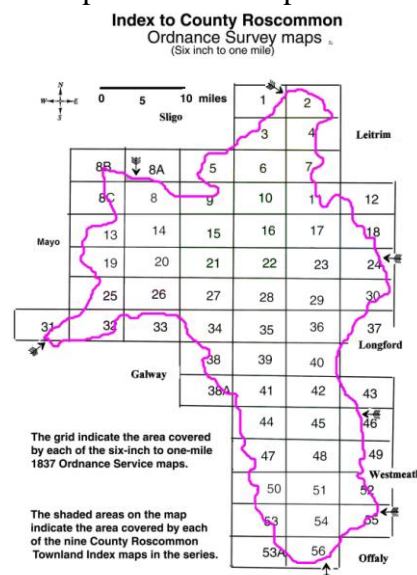 Index to County Roscommon
Ordnance Survey maps
(Six inch to one mile)
N
W E
S
0 5 10 miles
Sligo
1 2
3 4
Leitrim
8B 8A 5 6 7
8C 8 9 10 1 12
Mayo
13 14 15 16 17 18
19 20 21 22 23 24
25 26 27 28 29 30
31 32 33 34 35 36 37
Longford
Galway
38 39 40
38A 41 42 43
44 45 46
47 48 49
Westmeath
50 51 52
53 54 55
53A 56
Offaly
The grid indicate the area covered
by each of the six-inch to one-mile
1837 Ordnance Service maps.
The shaded areas on the map
indicate the area covered by each
of the nine County Roscommon
Townland Index maps in the series.